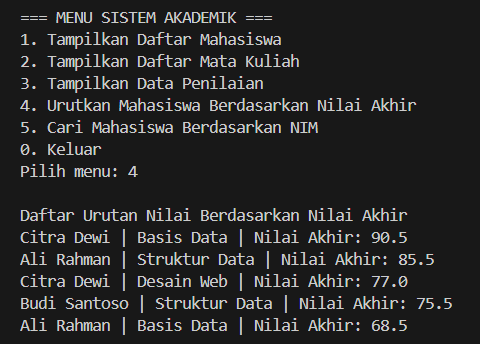 === MENU SISTEM AKADEMIK ===
1. Tampilkan Daftar Mahasiswa
2. Tampilkan Daftar Mata Kuliah
3. Tampilkan Data Penilaian
4. Urutkan Mahasiswa Berdasarkan Nilai Akhir
5. Cari Mahasiswa Berdasarkan NIM
0. Keluar
Pilih menu: 4

Daftar Urutan Nilai Berdasarkan Nilai Akhir
Citra Dewi | Basis Data | Nilai Akhir: 90.5
Ali Rahman | Struktur Data | Nilai Akhir: 85.5
Citra Dewi | Desain Web | Nilai Akhir: 77.0
Budi Santoso | Struktur Data | Nilai Akhir: 75.5
Ali Rahman | Basis Data | Nilai Akhir: 68.5